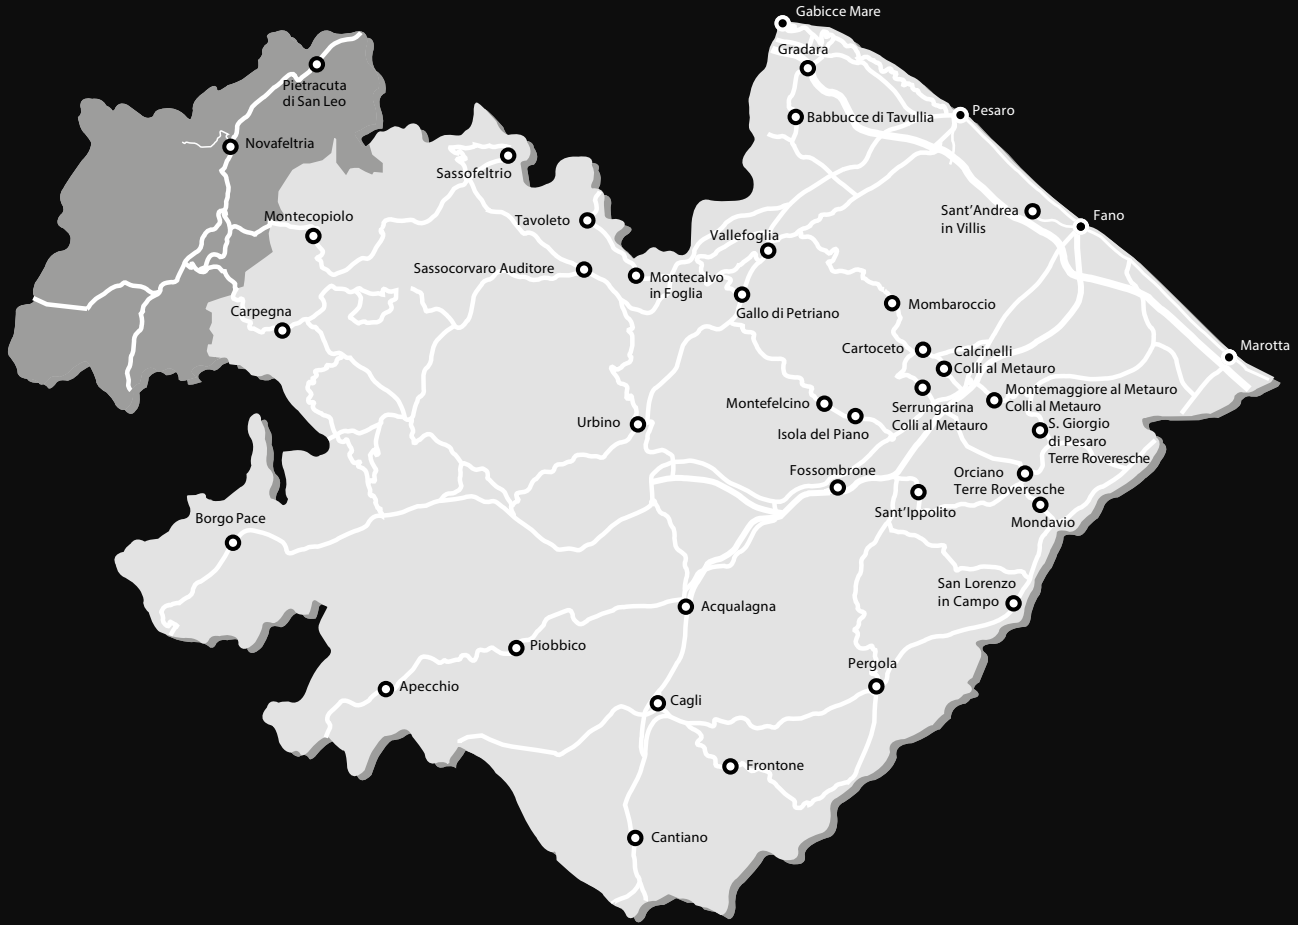 Gabicce Mare
Gradara
Pietracuta
di San Leo
Pesaro
Babbucce di Tavullia
Novafeltria
Sassofeltrio
Montecopiolo
Tavoleto
Sant'Andrea
in Villis
Fano
Vallefoglia
Sassocorvaro Auditore
Montecalvo
in Foglia
Carpegna
Gallo di Petriano
Mombaroccio
Marotta
Cartoceto
Calcinelli
Colli al Metauro
Montemaggiore al Metauro
Colli al Metauro
Montefelcino
Serrungarina
Colli al Metauro
Urbino
Isola del Piano
S. Giorgio
di Pesaro
Terre Roveresche
Fossombrone
Orciano
Terre Roveresche
Sant'Ippolito
Mondavio
Borgo Pace
San Lorenzo
in Campo
Acqualagna
Piobbico
Pergola
Apecchio
Cagli
Frontone
Cantiano